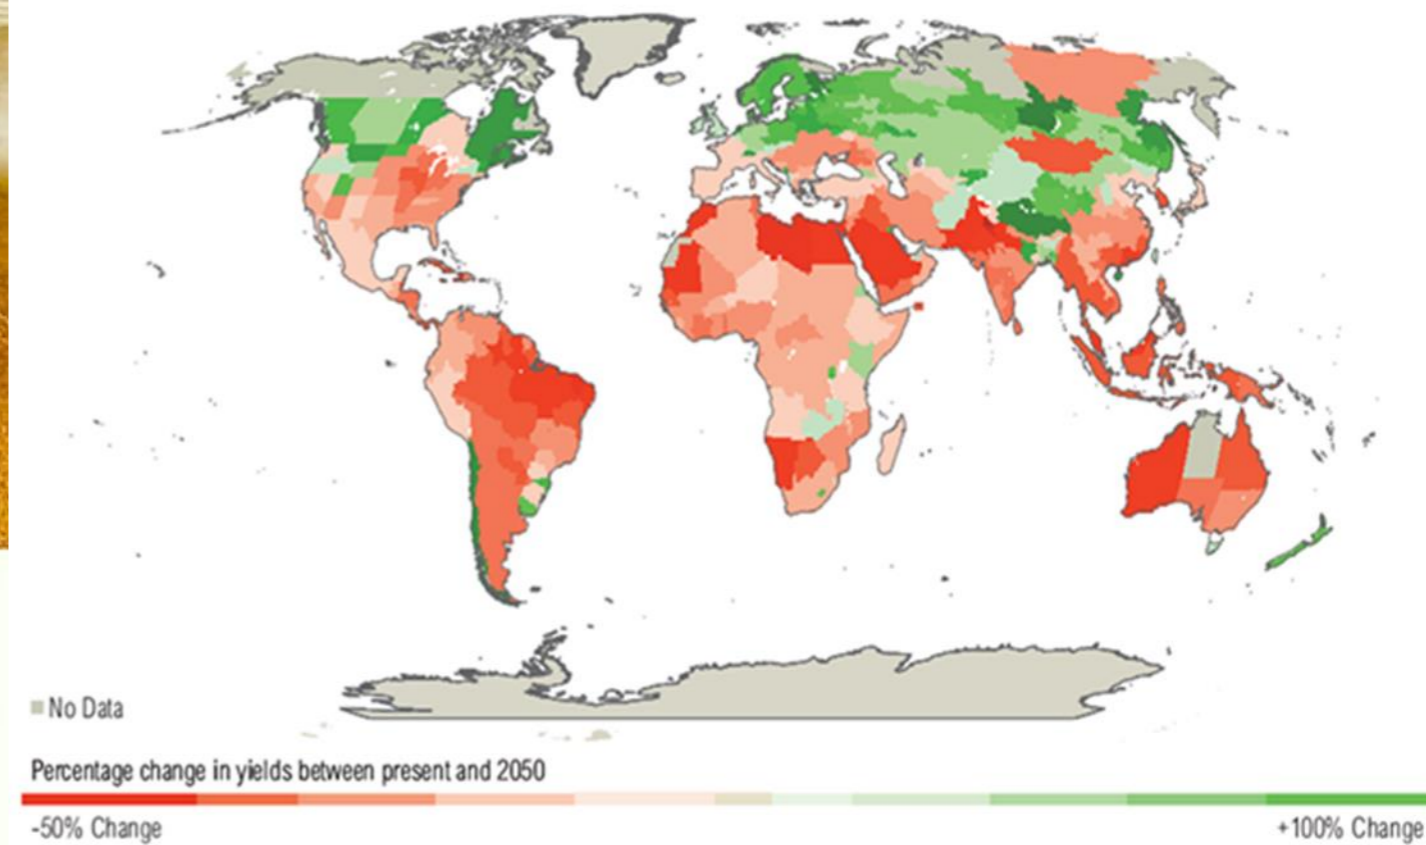 No Data
Percentage change in yields between present and 2050
-50% Change
+100% Change